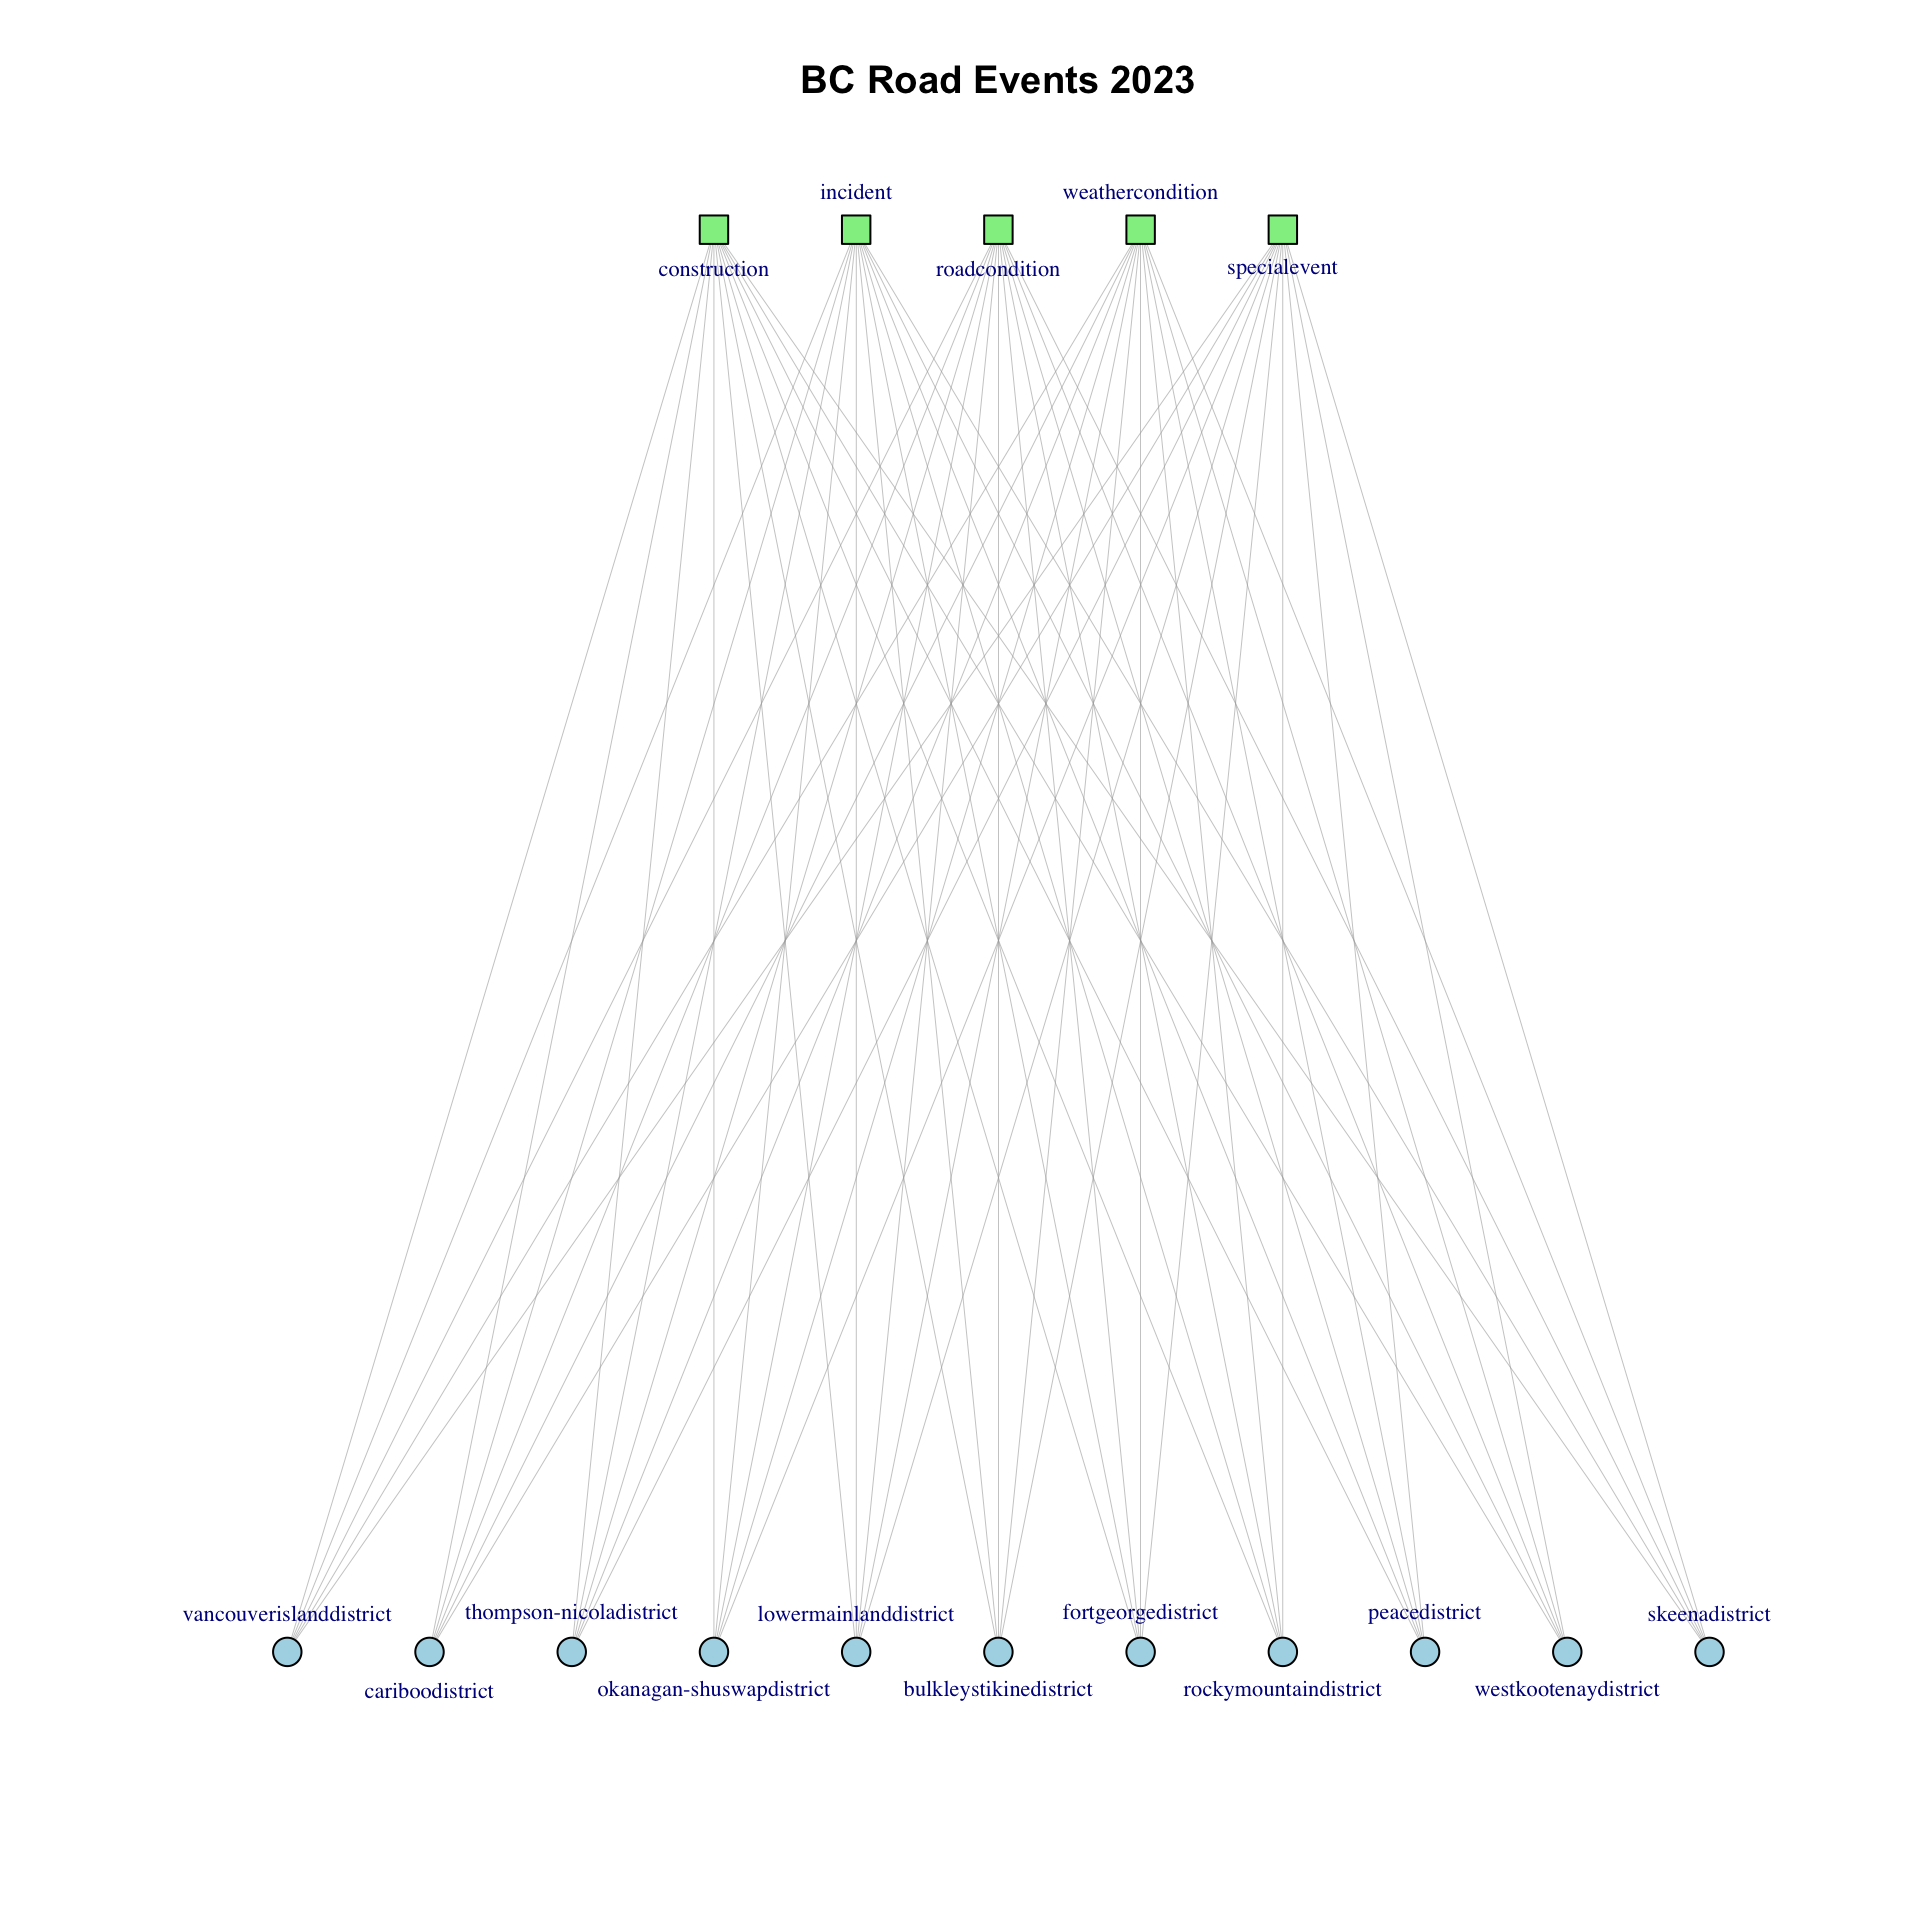 BC Road Events 2023
incident
weathercondition
construction
roadcondition
specialevent
vancouverislanddistrict
thompson-nicoladistrict
lowermainlanddistrict
fortgeorgedistrict
peacedistrict
skeenadistrict
cariboodistrict
okanagan-shuswapdistrict
bulkleystikinedistrict
rockymountaindistrict
westkootenaydistrict